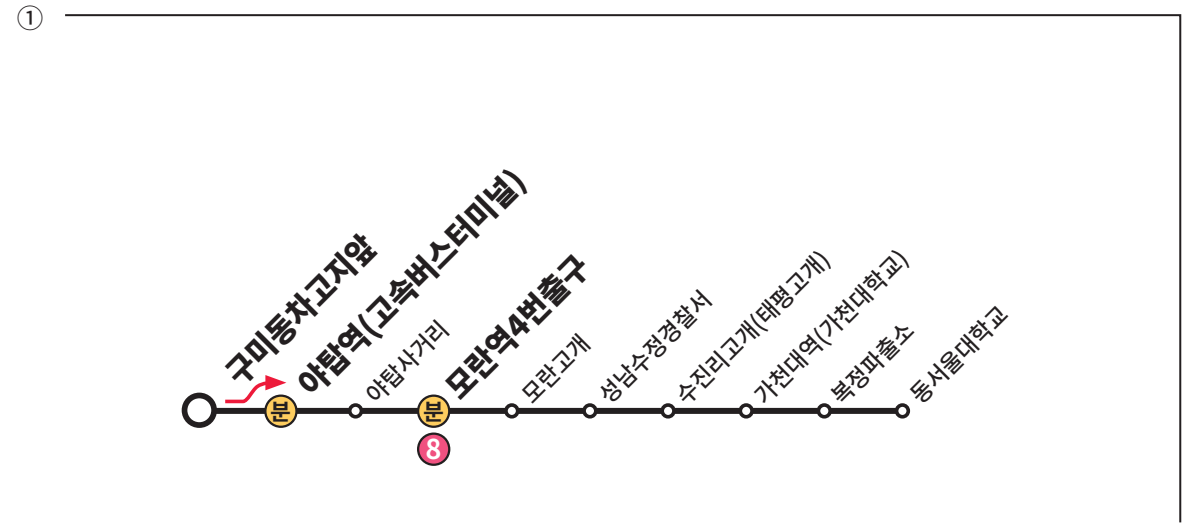 ①
구미동차고지앞
야탑역(고속버스터미널)
야탑사거리
모란역4번출구
모란고개
성남수정경찰서
수진리고개(태평고개)
가천대역(가천대학교)
복정파출소
동서울대학교
분
분
8